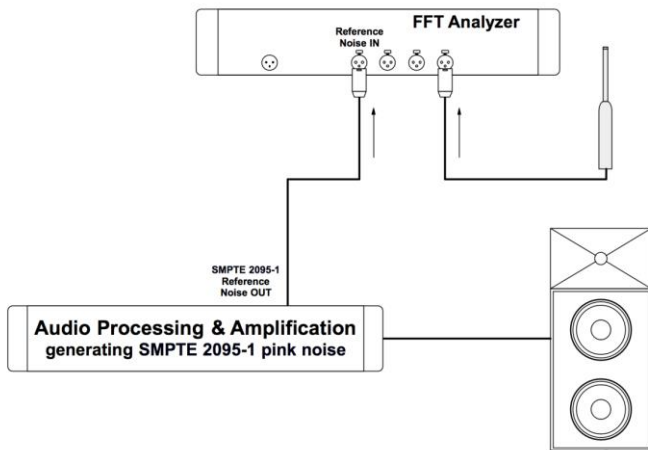 FFT Analyzer
Reference
Noise IN
SMPTE 2095-1
Reference
Noise OUT
Audio Processing & Amplification
generating SMPTE 2095-1 pink noise